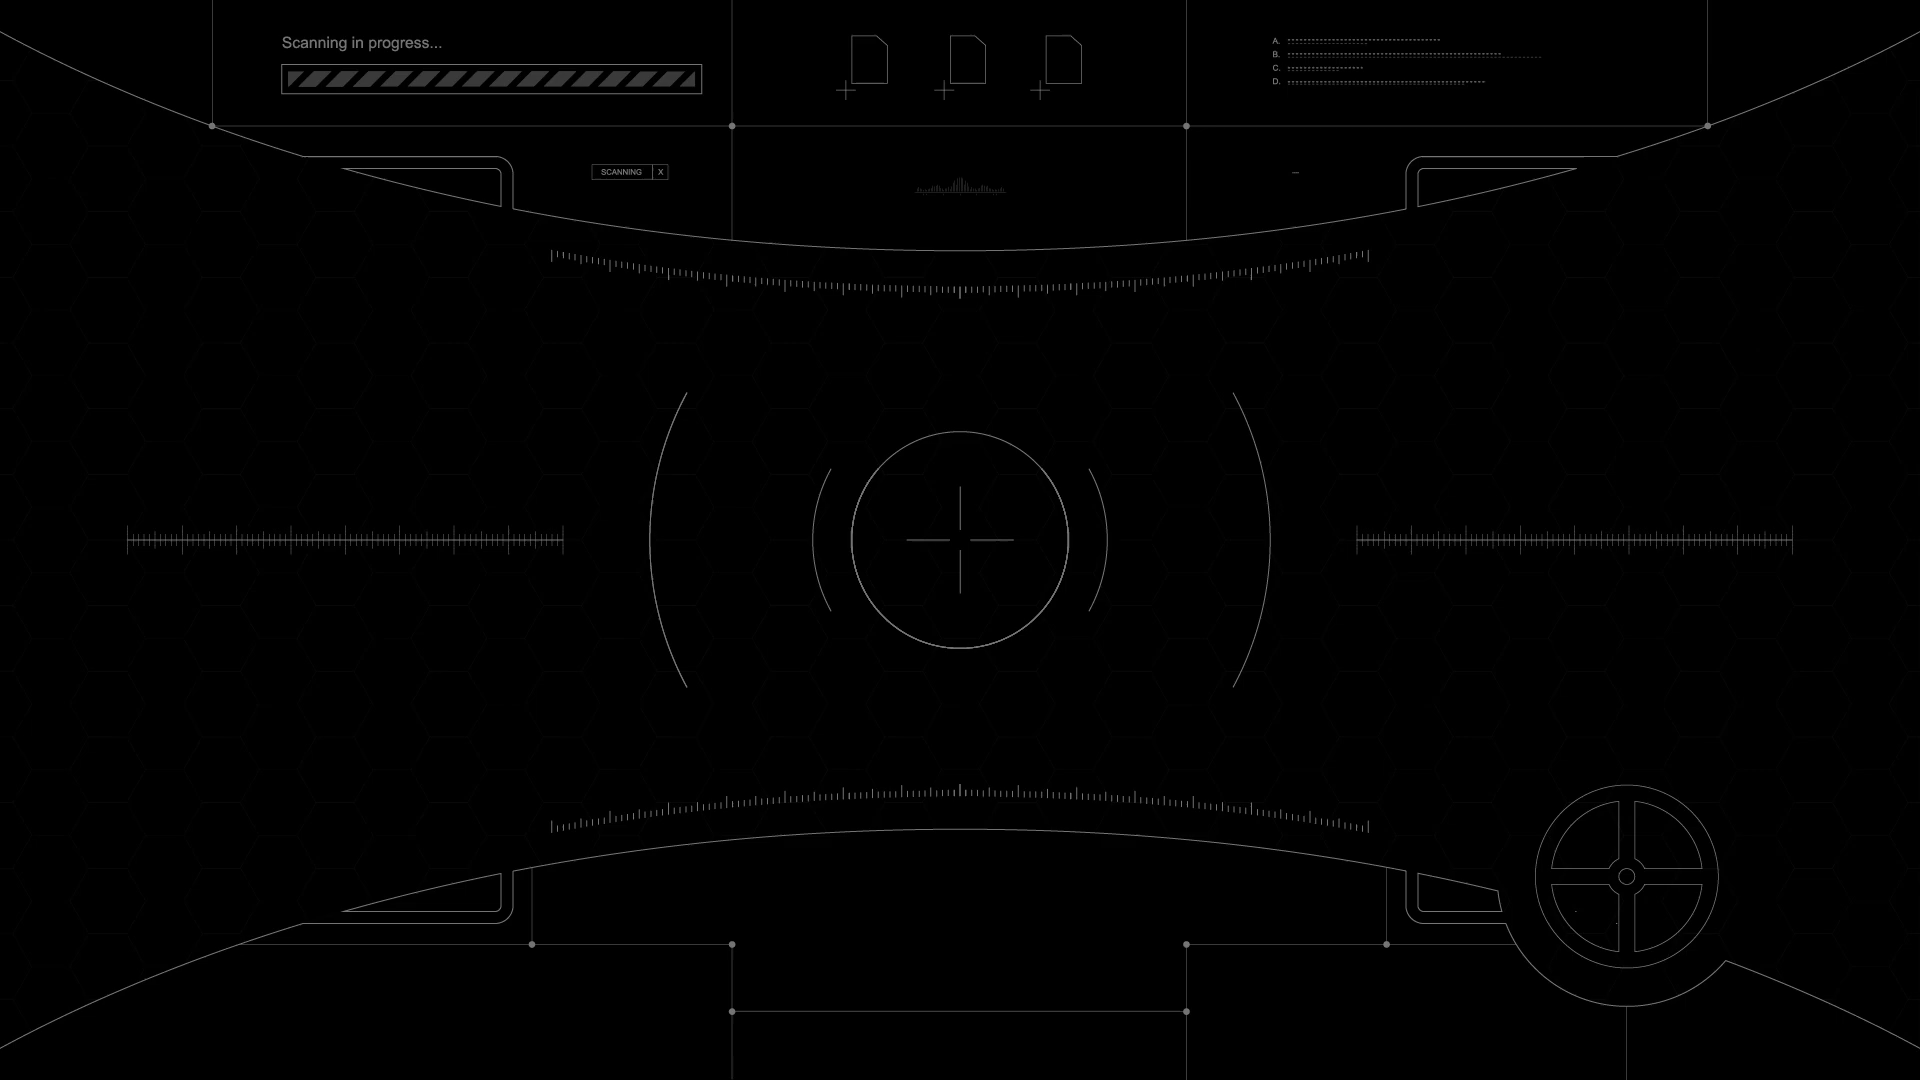 Scanning in progress...
A.
B.
C.
D.
SCANNING X